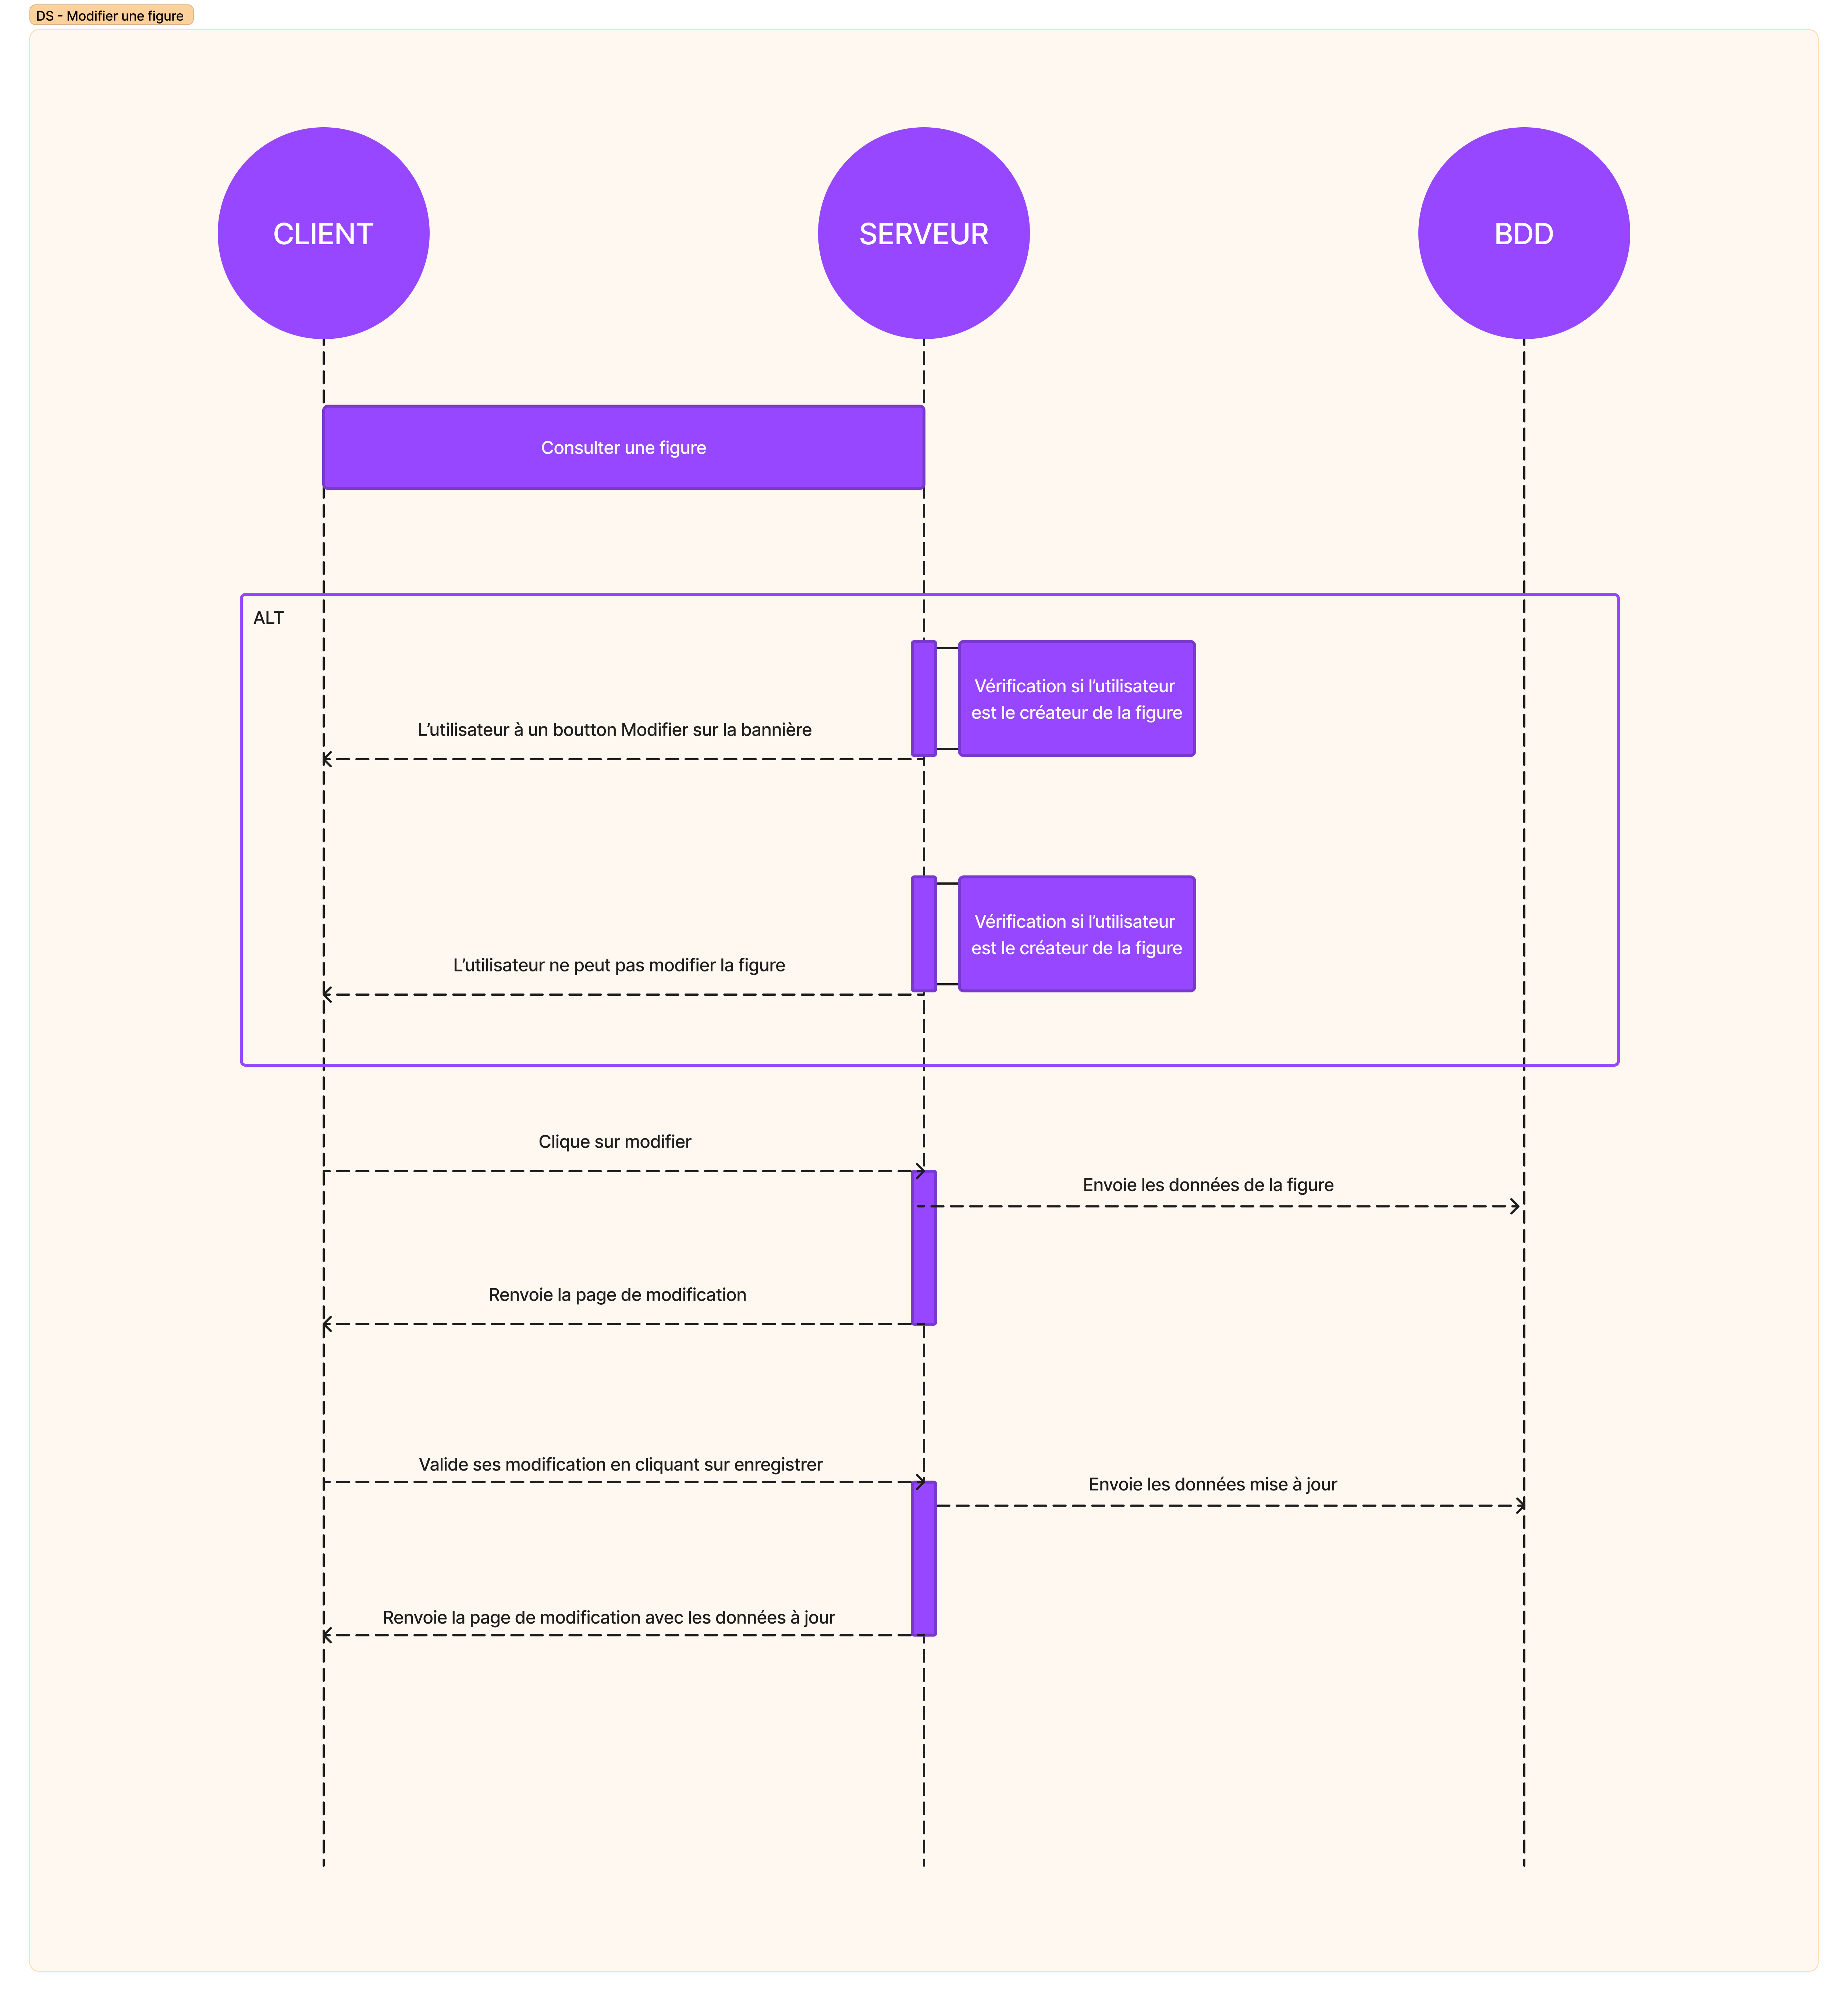 DS - Modifier une figure
CLIENT
SERVEUR
BDD
Consulter une figure
ALT
Vérification si l'utilisateur
est le créateur de la figure
L'utilisateur à un boutton Modifier sur la bannière
Vérification si l'utilisateur
est le créateur de la figure
L'utilisateur ne peut pas modifier la figure
Clique sur modifier
Envoie les données de la figure
Renvoie la page de modification
Valide ses modification en cliquant sur enregistrer
Envoie les données mise à jour
Renvoie la page de modification avec les données à jour